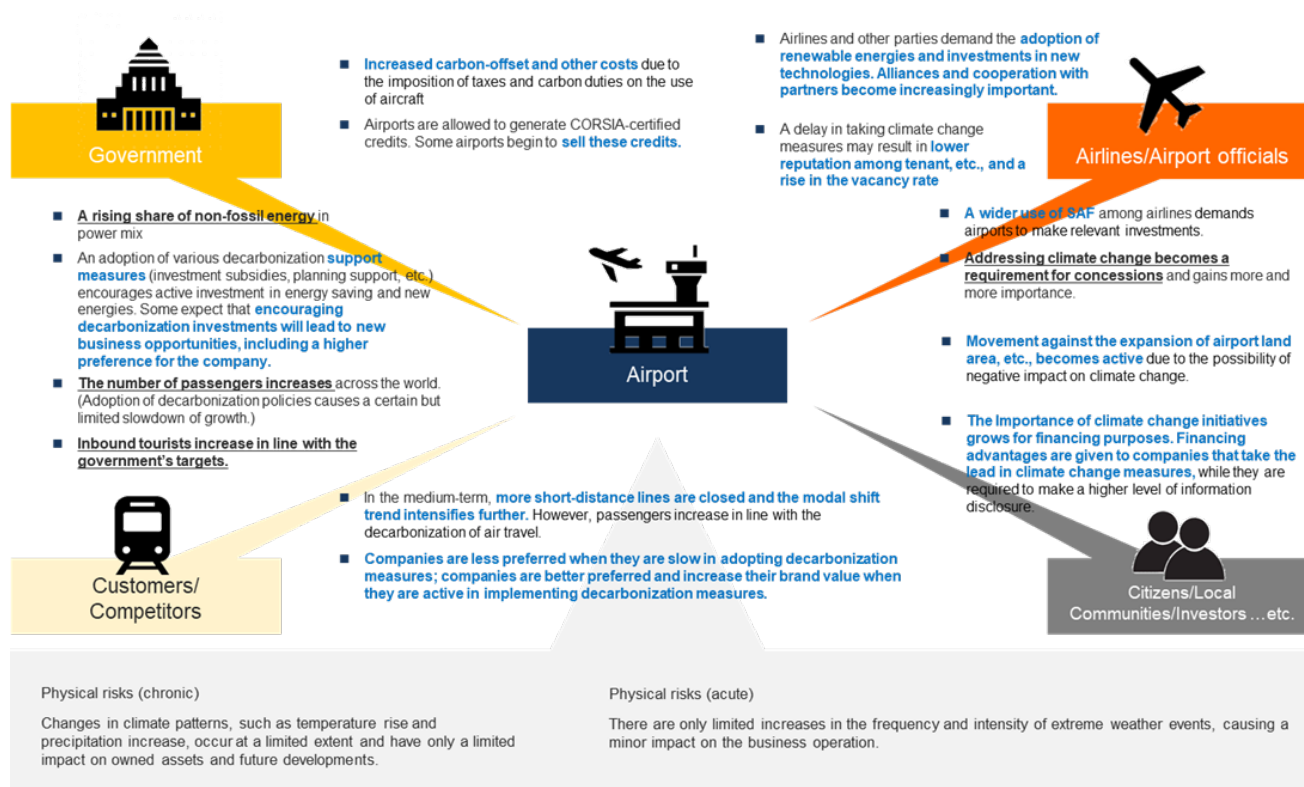 Government
Increased carbon-offset and other costs due to
the imposition of taxes and carbon duties on the use
of aircraft
Airports are allowed to generate CORSIA-certified
credits. Some airports begin to sell these credits.
Airlines and other parties demand the adoption of
renewable energies and investments in new
technologies. Alliances and cooperation with
partners become increasingly important.
A delay in taking climate change
measures may result in lower
reputation among tenant, etc., and a
rise in the vacancy rate
Airlines/Airport officials
A rising share of non-fossil energy in
power mix
An adoption of various decarbonization support
measures (investment subsidies, planning support, etc.)
encourages active investment in energy saving and new
energies. Some expect that encouraging
decarbonization investments will lead to new
business opportunities, including a higher
preference for the company.
The number of passengers increases across the world.
(Adoption of decarbonization policies causes a certain but
limited slowdown of growth.)
Inbound tourists increase in line with the
government's targets.
Airport
A wider use of SAF among airlines demands
airports to make relevant investments.
Addressing climate change becomes a
requirement for concessions and gains more and
more importance.
Movement against the expansion of airport land
area, etc., becomes active due to the possibility of
negative impact on climate change.
The Importance of climate change initiatives
grows for financing purposes. Financing
advantages are given to companies that take the
lead in climate change measures, while they are
required to make a higher level of information
disclosure.
In the medium-term, more short-distance lines are closed and the modal shift
trend intensifies further. However, passengers increase in line with the
decarbonization of air travel.
Companies are less preferred when they are slow in adopting decarbonization
measures; companies are better preferred and increase their brand value when
they are active in implementing decarbonization measures.
Customers/
Competitors
Citizens/Local
Communities/Investors ...etc.
Physical risks (chronic)
Changes in climate patterns, such as temperature rise and
precipitation increase, occur at a limited extent and have only a limited
impact on owned assets and future developments.
Physical risks (acute)
There are only limited increases in the frequency and intensity of extreme weather events, causing a
minor impact on the business operation.